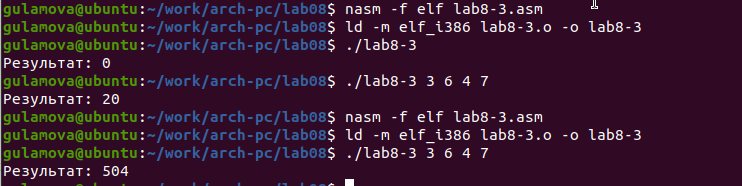 gulamova@ubuntu:~/work/arch-pc/lab08$ nasm -f elf lab8-3.asm
gulamova@ubuntu:~/work/arch-pc/lab08$ ld -m elf_i386 lab8-3.o -o lab8-3
gulamova@ubuntu:~/work/arch-pc/lab08$ ./lab8-3
Результат: 0
gulamova@ubuntu:~/work/arch-pc/lab08$ ./lab8-3 3 6 4 7
Результат: 20
gulamova@ubuntu:~/work/arch-pc/lab08$ nasm -f elf lab8-3.asm
gulamova@ubuntu:~/work/arch-pc/lab08$ ld -m elf_i386 lab8-3.o -o lab8-3
gulamova@ubuntu:~/work/arch-pc/lab08$ ./lab8-3 3 6 4 7
Результат: 504
gulamova@ubuntu:~/work/arch-pc/lab08$